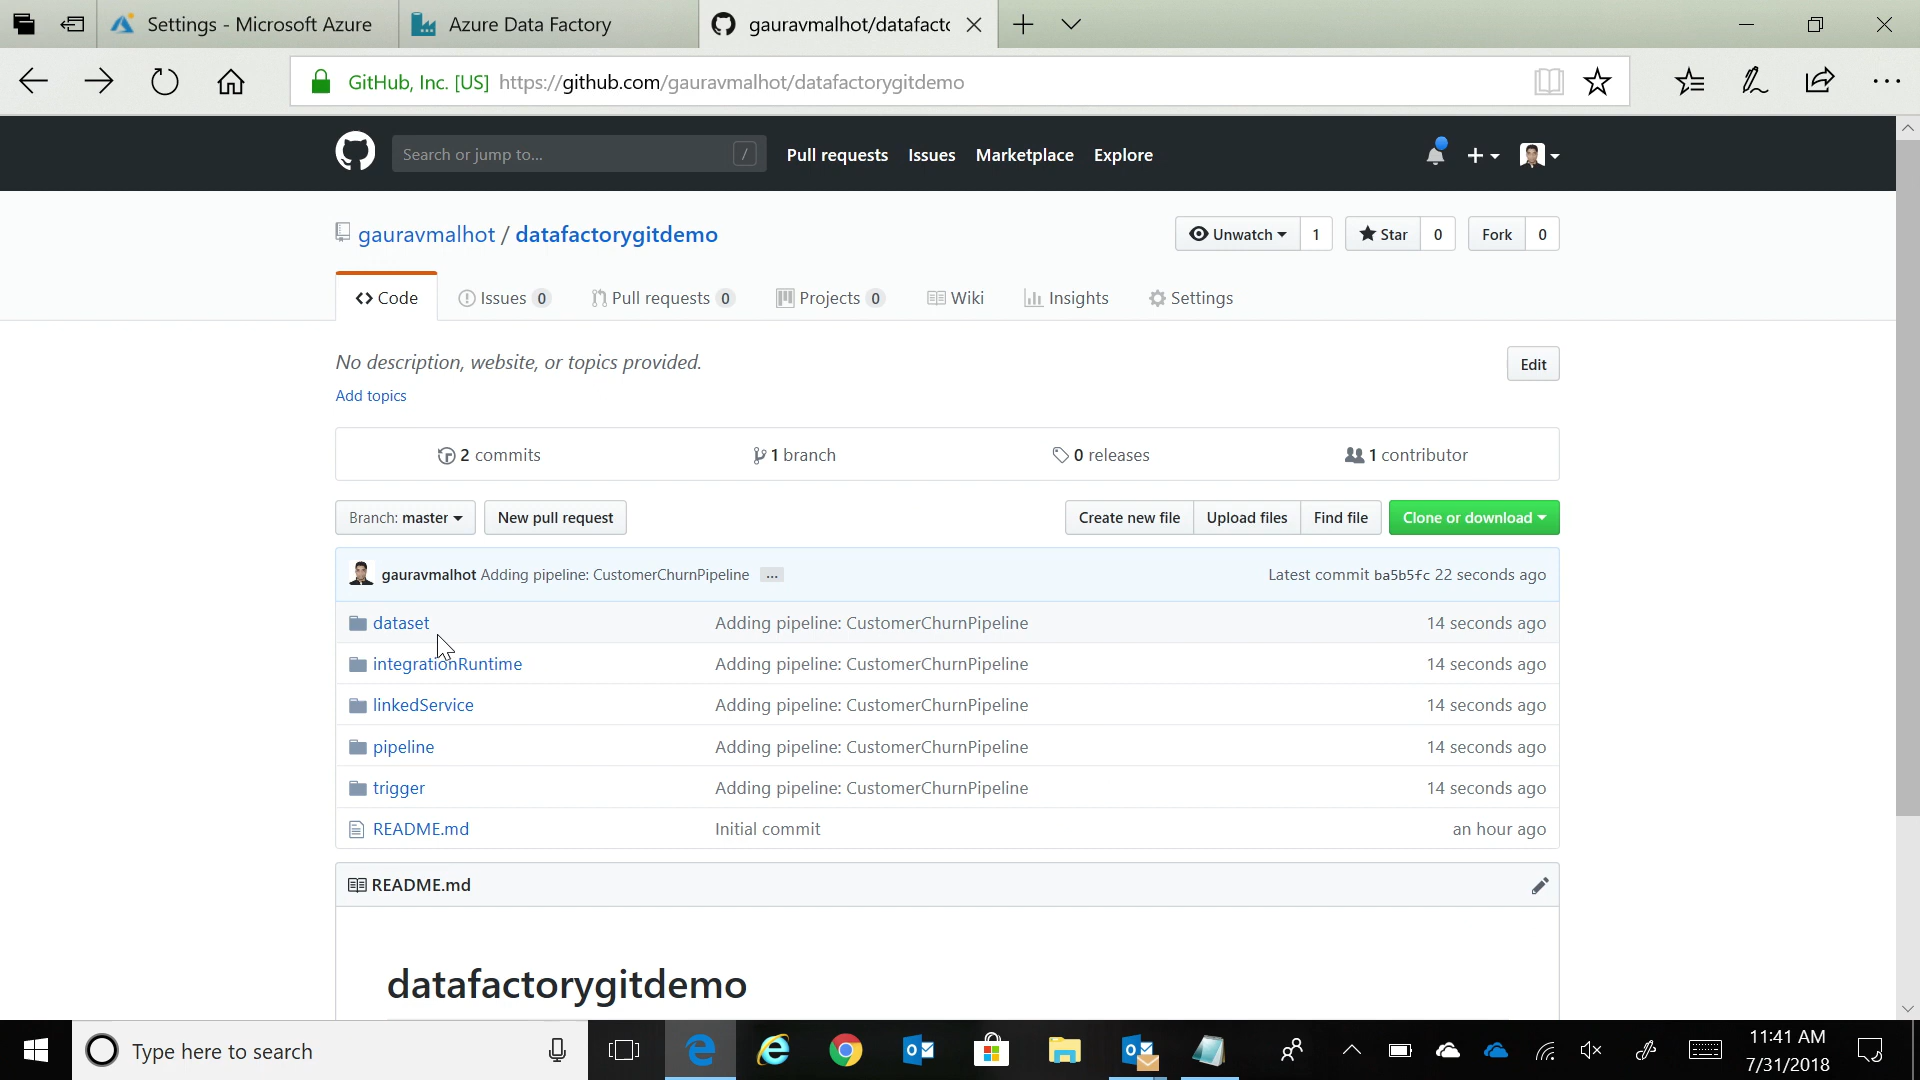 Settings - Microsoft Azure
Azure Data Factory
gauravmalhot/datafacto
GitHub, Inc. [US] https://github.com/gauravmalhot/datafactorygitdemo
Search or jump to... /
Pull requests Issues Marketplace Explore
gauravmalhot / datafactorygitdemo
Unwatch 1 Star 0 Fork 0
Code Issues 0 Pull requests 0 Projects 0 Wiki Insights Settings
No description, website, or topics provided.
Edit
Add topics
2 commits 1 branch 0 releases 1 contributor
Branch: master New pull request Create new file Upload files Find file Clone or download
gauravmalhot Adding pipeline: CustomerChurnPipeline ... Latest commit ba5b5fc 22 seconds ago
dataset Adding pipeline: CustomerChurnPipeline 14 seconds ago
integrationRuntime Adding pipeline: CustomerChurnPipeline 14 seconds ago
linkedService Adding pipeline: CustomerChurnPipeline 14 seconds ago
pipeline Adding pipeline: CustomerChurnPipeline 14 seconds ago
trigger Adding pipeline: CustomerChurnPipeline 14 seconds ago
README.md Initial commit an hour ago
README.md
datafactorygitdemo
Type here to search
11:41 AM
7/31/2018